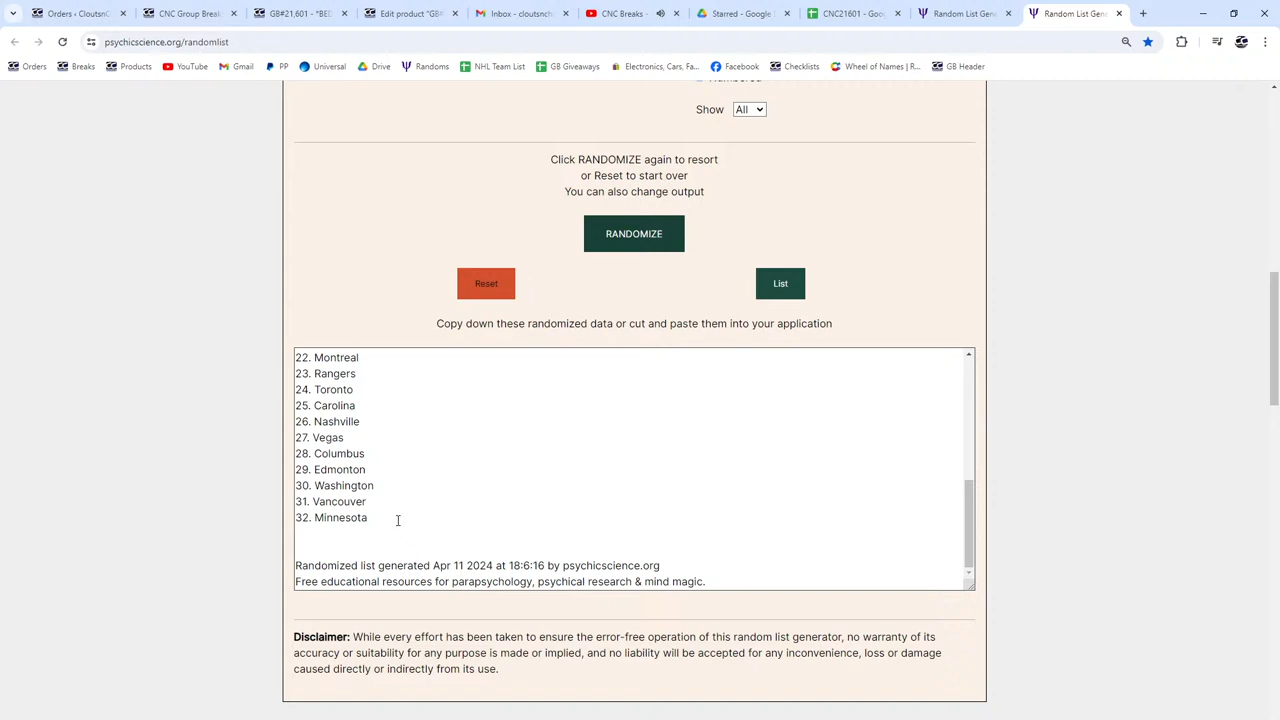 Orders ‹ CloutsnC
CNC Group Break
GB#21,601 - "BED
Edit product "GB#
Inbox - cloutsnch
CNC Breaks -
Starred - Google D
CNC21601 - Goog
Random List Gene
Random List Gene
psychicscience.org/randomlist
Orders
Breaks
Products
YouTube
Gmail
PP
Universal
Drive
Randoms
NHL Team List
GB Giveaways
Electronics, Cars, Fa...
Facebook
Checklists
Wheel of Names | R...
GB Header
Numbered
Show All
Click RANDOMIZE again to resort
or Reset to start over
You can also change output
RANDOMIZE
Reset
List
Copy down these randomized data or cut and paste them into your application
22. Montreal
23. Rangers
24. Toronto
25. Carolina
26. Nashville
27. Vegas
28. Columbus
29. Edmonton
30. Washington
31. Vancouver
32. Minnesota
Randomized list generated Apr 11 2024 at 18:6:16 by psychicscience.org
Free educational resources for parapsychology, psychical research & mind magic.
Disclaimer: While every effort has been taken to ensure the error-free operation of this random list generator, no warranty of its
accuracy or suitability for any purpose is made or implied, and no liability will be accepted for any inconvenience, loss or damage
caused directly or indirectly from its use.